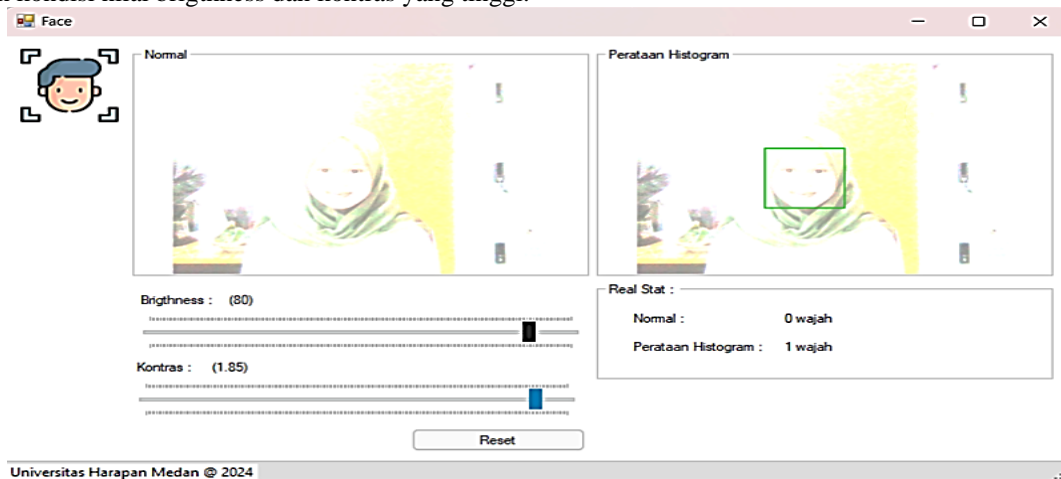 kondisi nilai brigthness dan kontras yang tinggi.
Face
Normal
Perataan Histogram
Brigthness : (80)
Kontras : (1.85)
Reset
Real Stat :
Normal : 0 wajah
Perataan Histogram : 1 wajah
Universitas Harapan Medan @ 2024